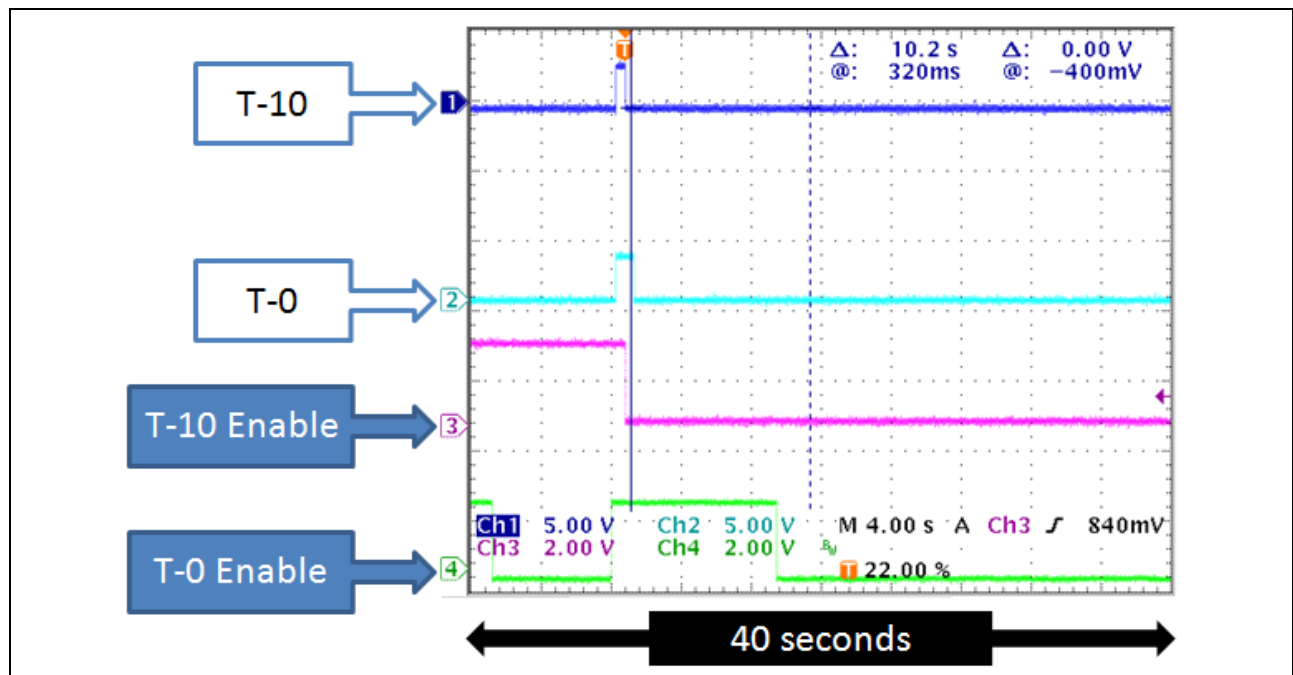 T
Δ: 10.2 s Δ: 0.00 V
@: 320ms @: −400mV
T-10
1
T-0
2
T-10 Enable
3
Ch1 5.00 V Ch2 5.00 V M 4.00 s A Ch3 ƒ 840mV
Ch3 2.00 V Ch4 2.00 V BW
T-0 Enable
4
T 22.00 %
40 seconds